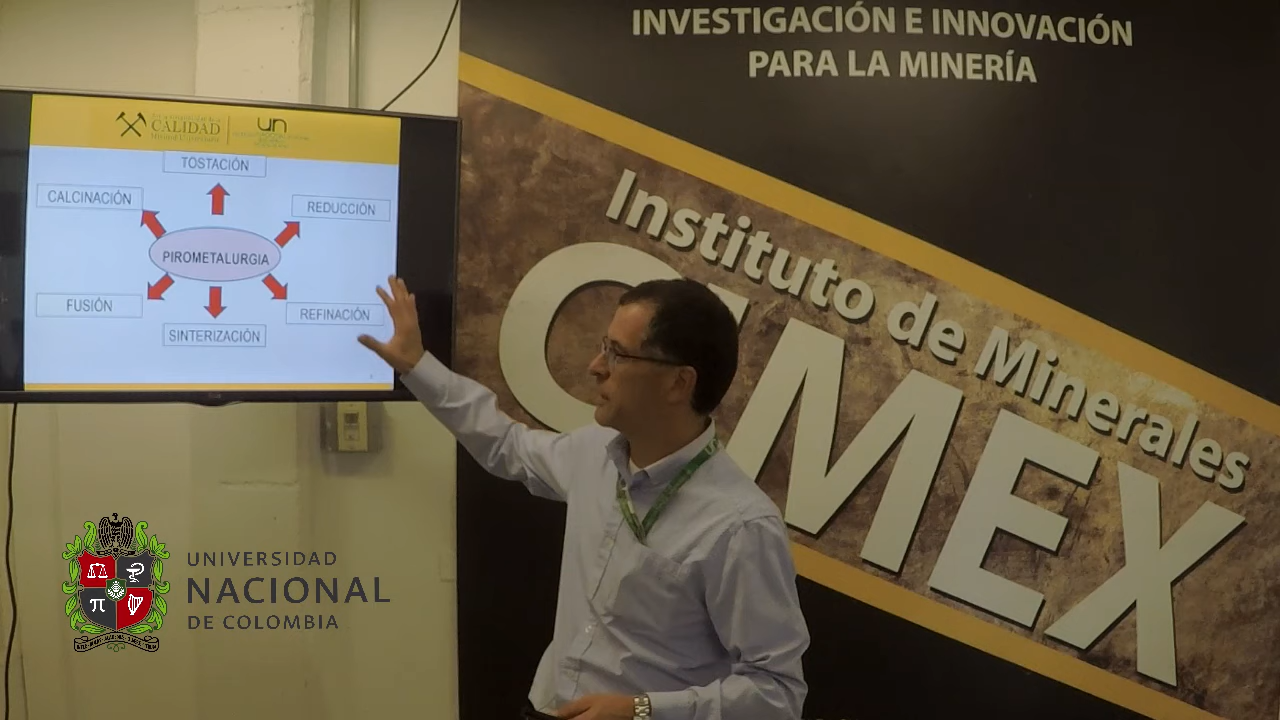 INVESTIGACIÓN E INNOVACIÓN
PARA LA MINERÍA
Instituto de Minerales
CIMEX
CALIDAD
un
TOSTACIÓN
CALCINACIÓN
REDUCCIÓN
PIROMETALURGIA
FUSIÓN
REFINACIÓN
SINTERIZACIÓN
UNIVERSIDAD
NACIONAL
DE COLOMBIA